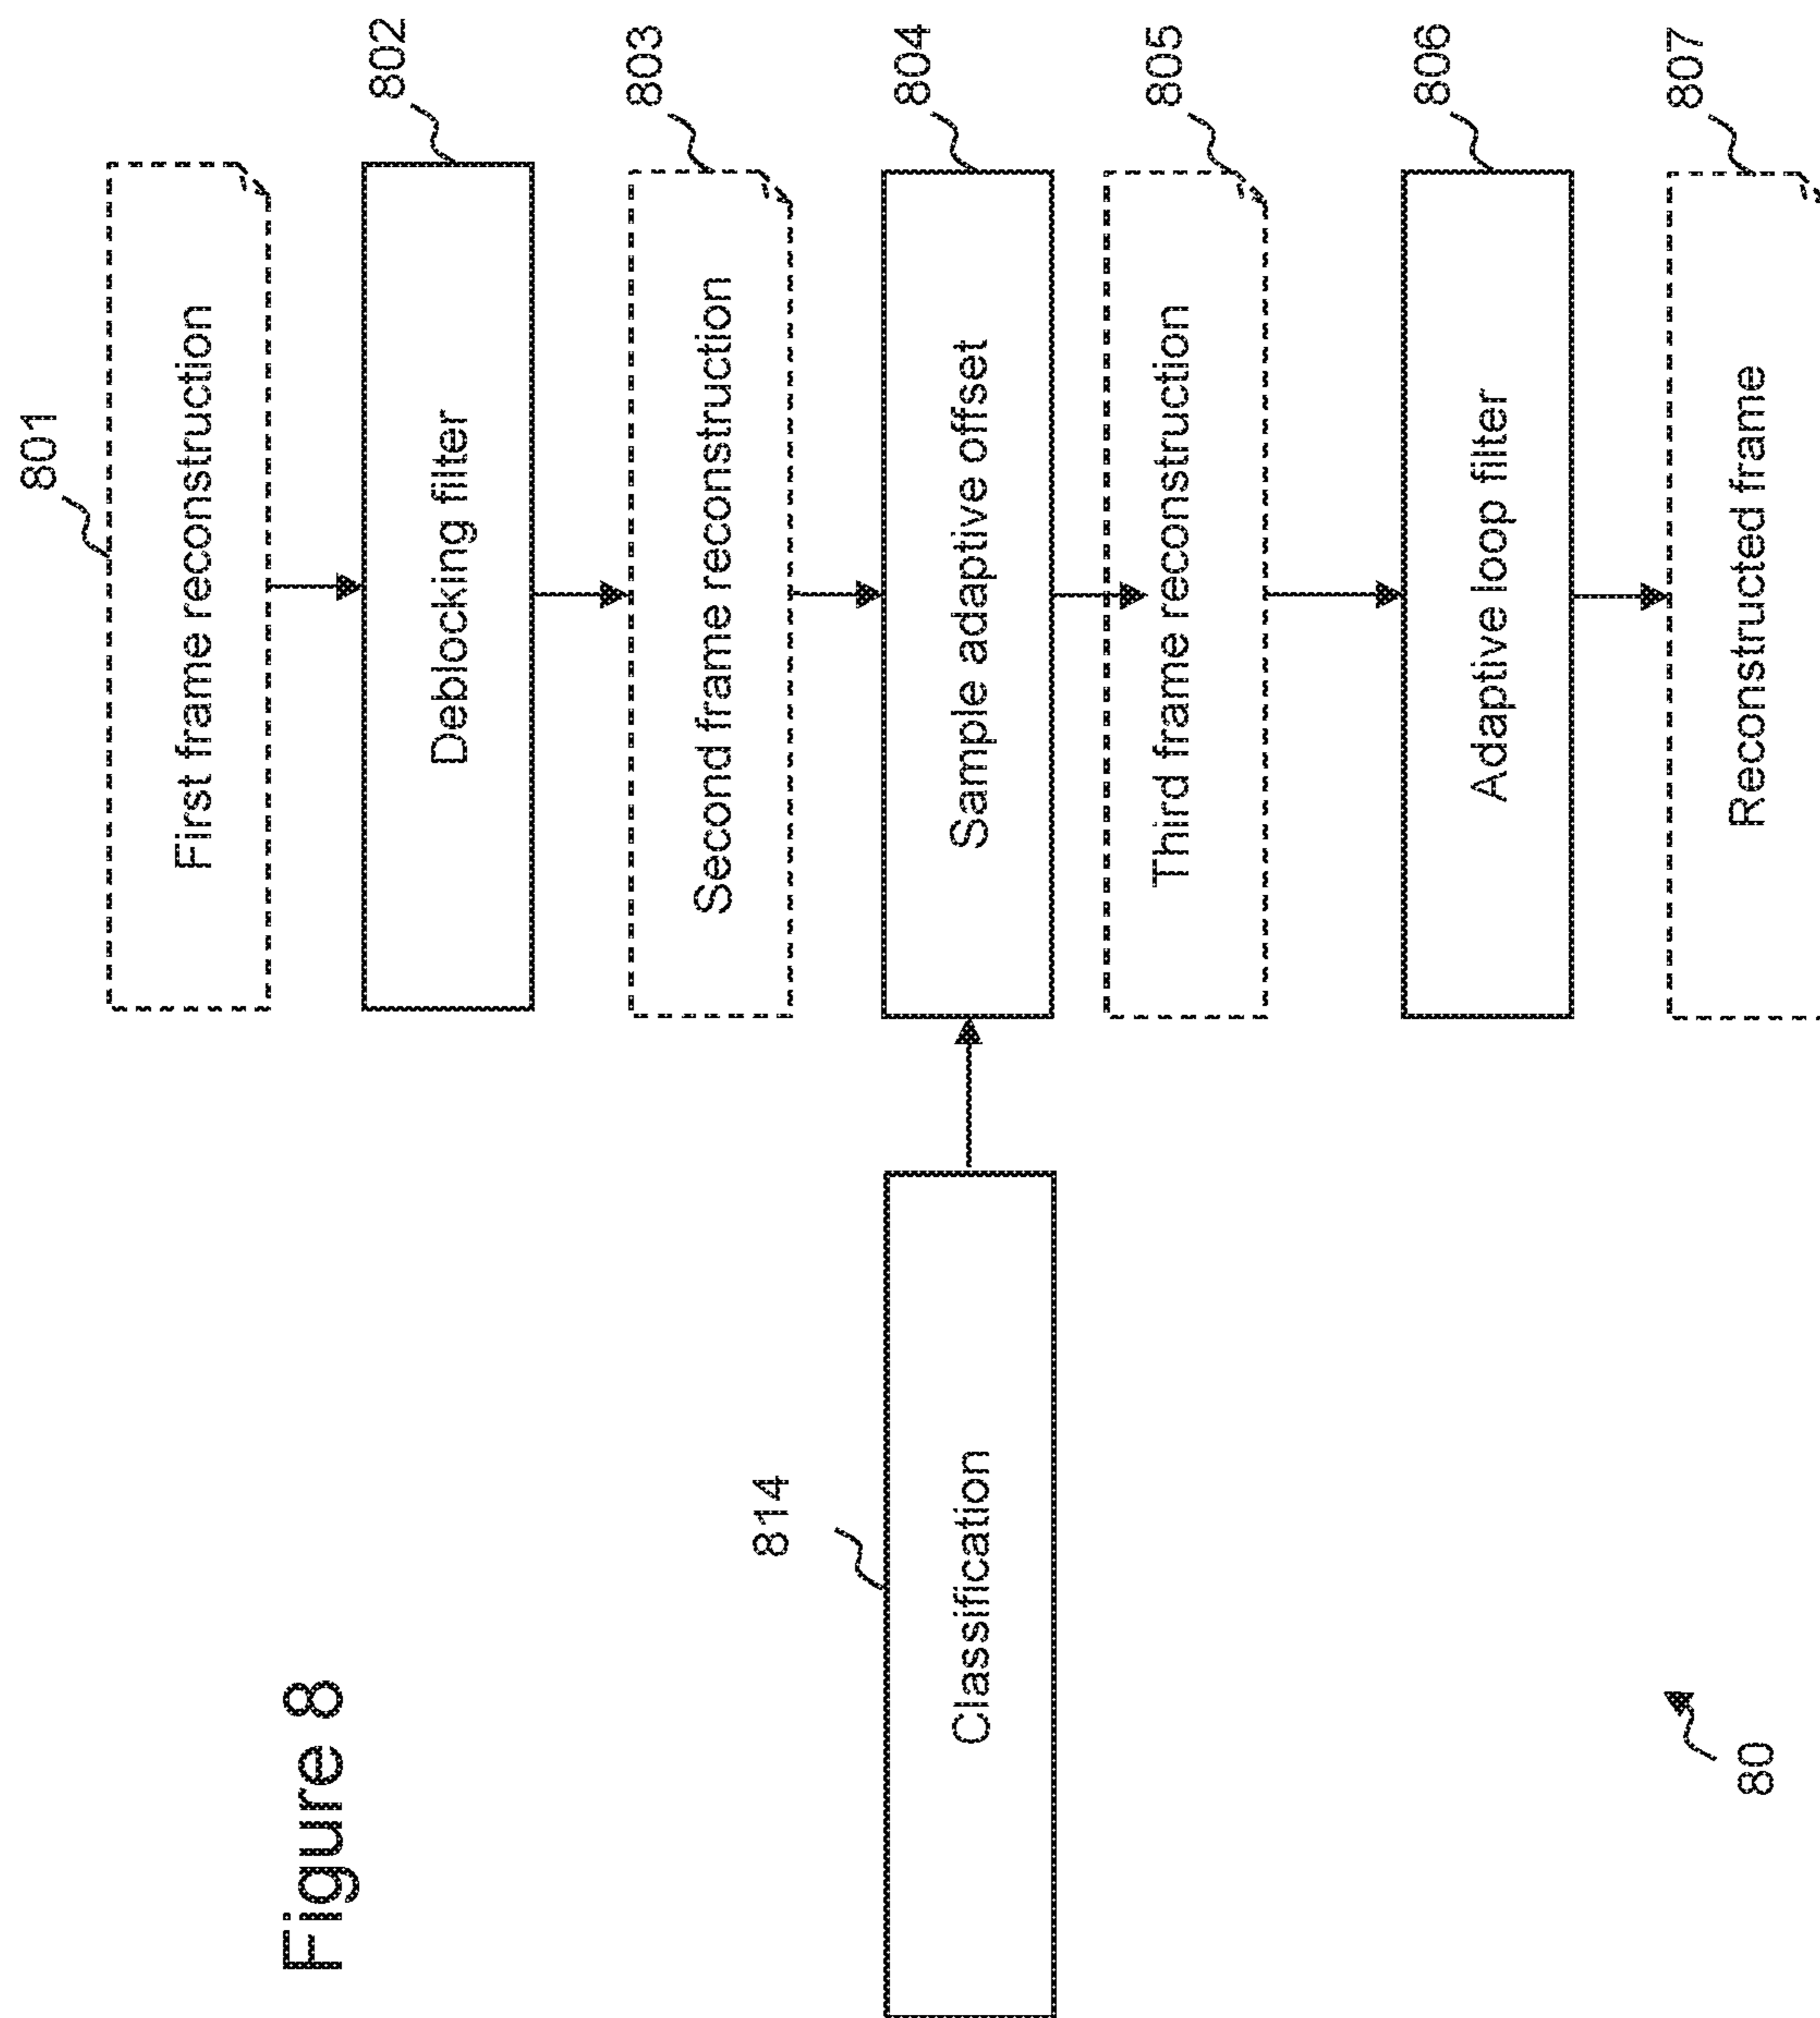 Figure 8
801
First frame reconstruction
802
Deblocking filter
803
Second frame reconstruction
814
Classification
804
Sample adaptive offset
805
Third frame reconstruction
806
Adaptive loop filter
807
Reconstructed frame
80